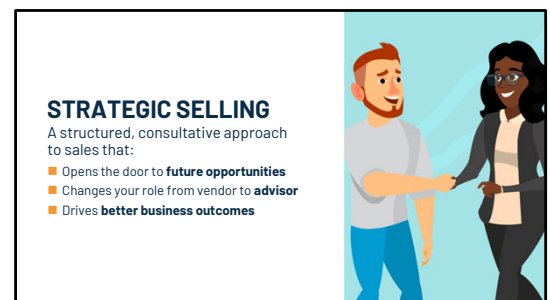 STRATEGIC SELLING
A structured, consultative approach
to sales that:
Opens the door to future opportunities
Changes your role from vendor to advisor
Drives better business outcomes